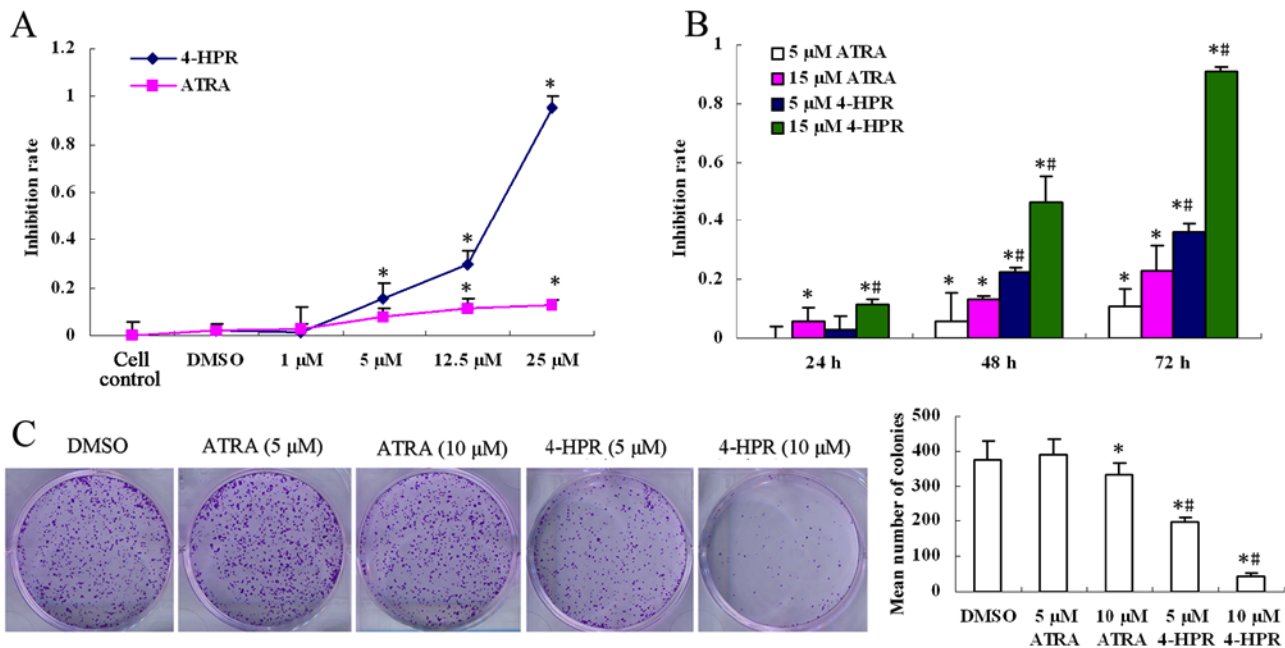 A
1.2
1
0.8
0.6
0.4
0.2
0
Inhibition rate
4-HPR
ATRA
*
*
*
*
*
*
Cell control
DMSO
1 µM
5 µM
12.5 µM
25 µM
B
1
0.8
0.6
0.4
0.2
0
Inhibition rate
5 µM ATRA
15 µM ATRA
5 µM 4-HPR
15 µM 4-HPR
*
*#
*
*
*#
*#
*
*
*#
*#
24 h
48 h
72 h
C
DMSO
ATRA (5 µM)
ATRA (10 µM)
4-HPR (5 µM)
4-HPR (10 µM)
500
400
300
200
100
0
Mean number of colonies
*
*#
*#
DMSO
5 µM
ATRA
10 µM
ATRA
5 µM
4-HPR
10 µM
4-HPR